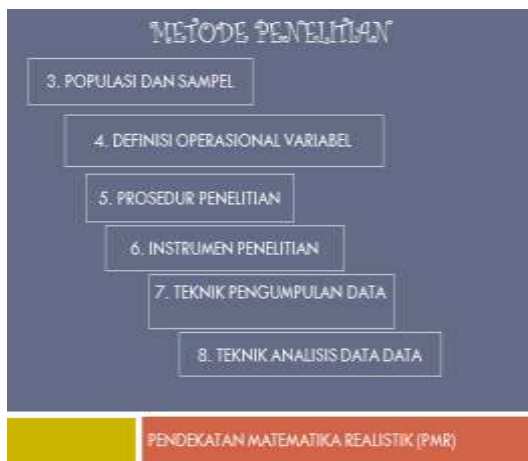 METODE PENELITIAN
3. POPULASI DAN SAMPEL
4. DEFINISI OPERASIONAL VARIABEL
5. PROSEDUR PENELITIAN
6. INSTRUMEN PENELITIAN
7. TEKNIK PENGUMPULAN DATA
8. TEKNIK ANALISIS DATA DATA
PENDEKATAN MATEMATIKA REALISTIK (PMR)